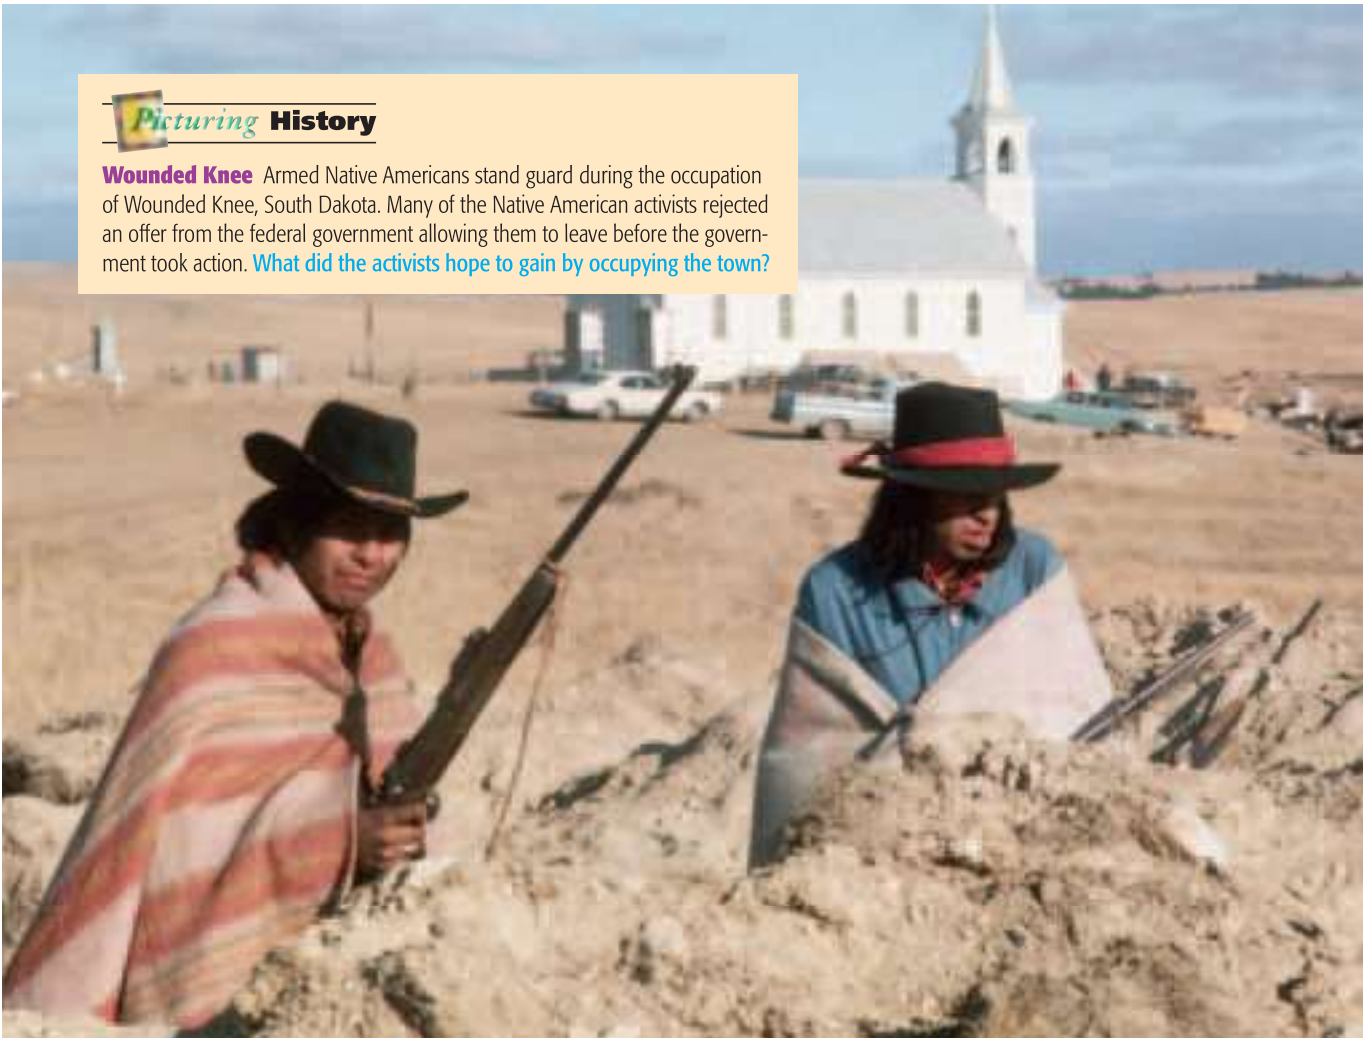 Picturing History
Wounded Knee Armed Native Americans stand guard during the occupation
of Wounded Knee, South Dakota. Many of the Native American activists rejected
an offer from the federal government allowing them to leave before the govern-
ment took action. What did the activists hope to gain by occupying the town?